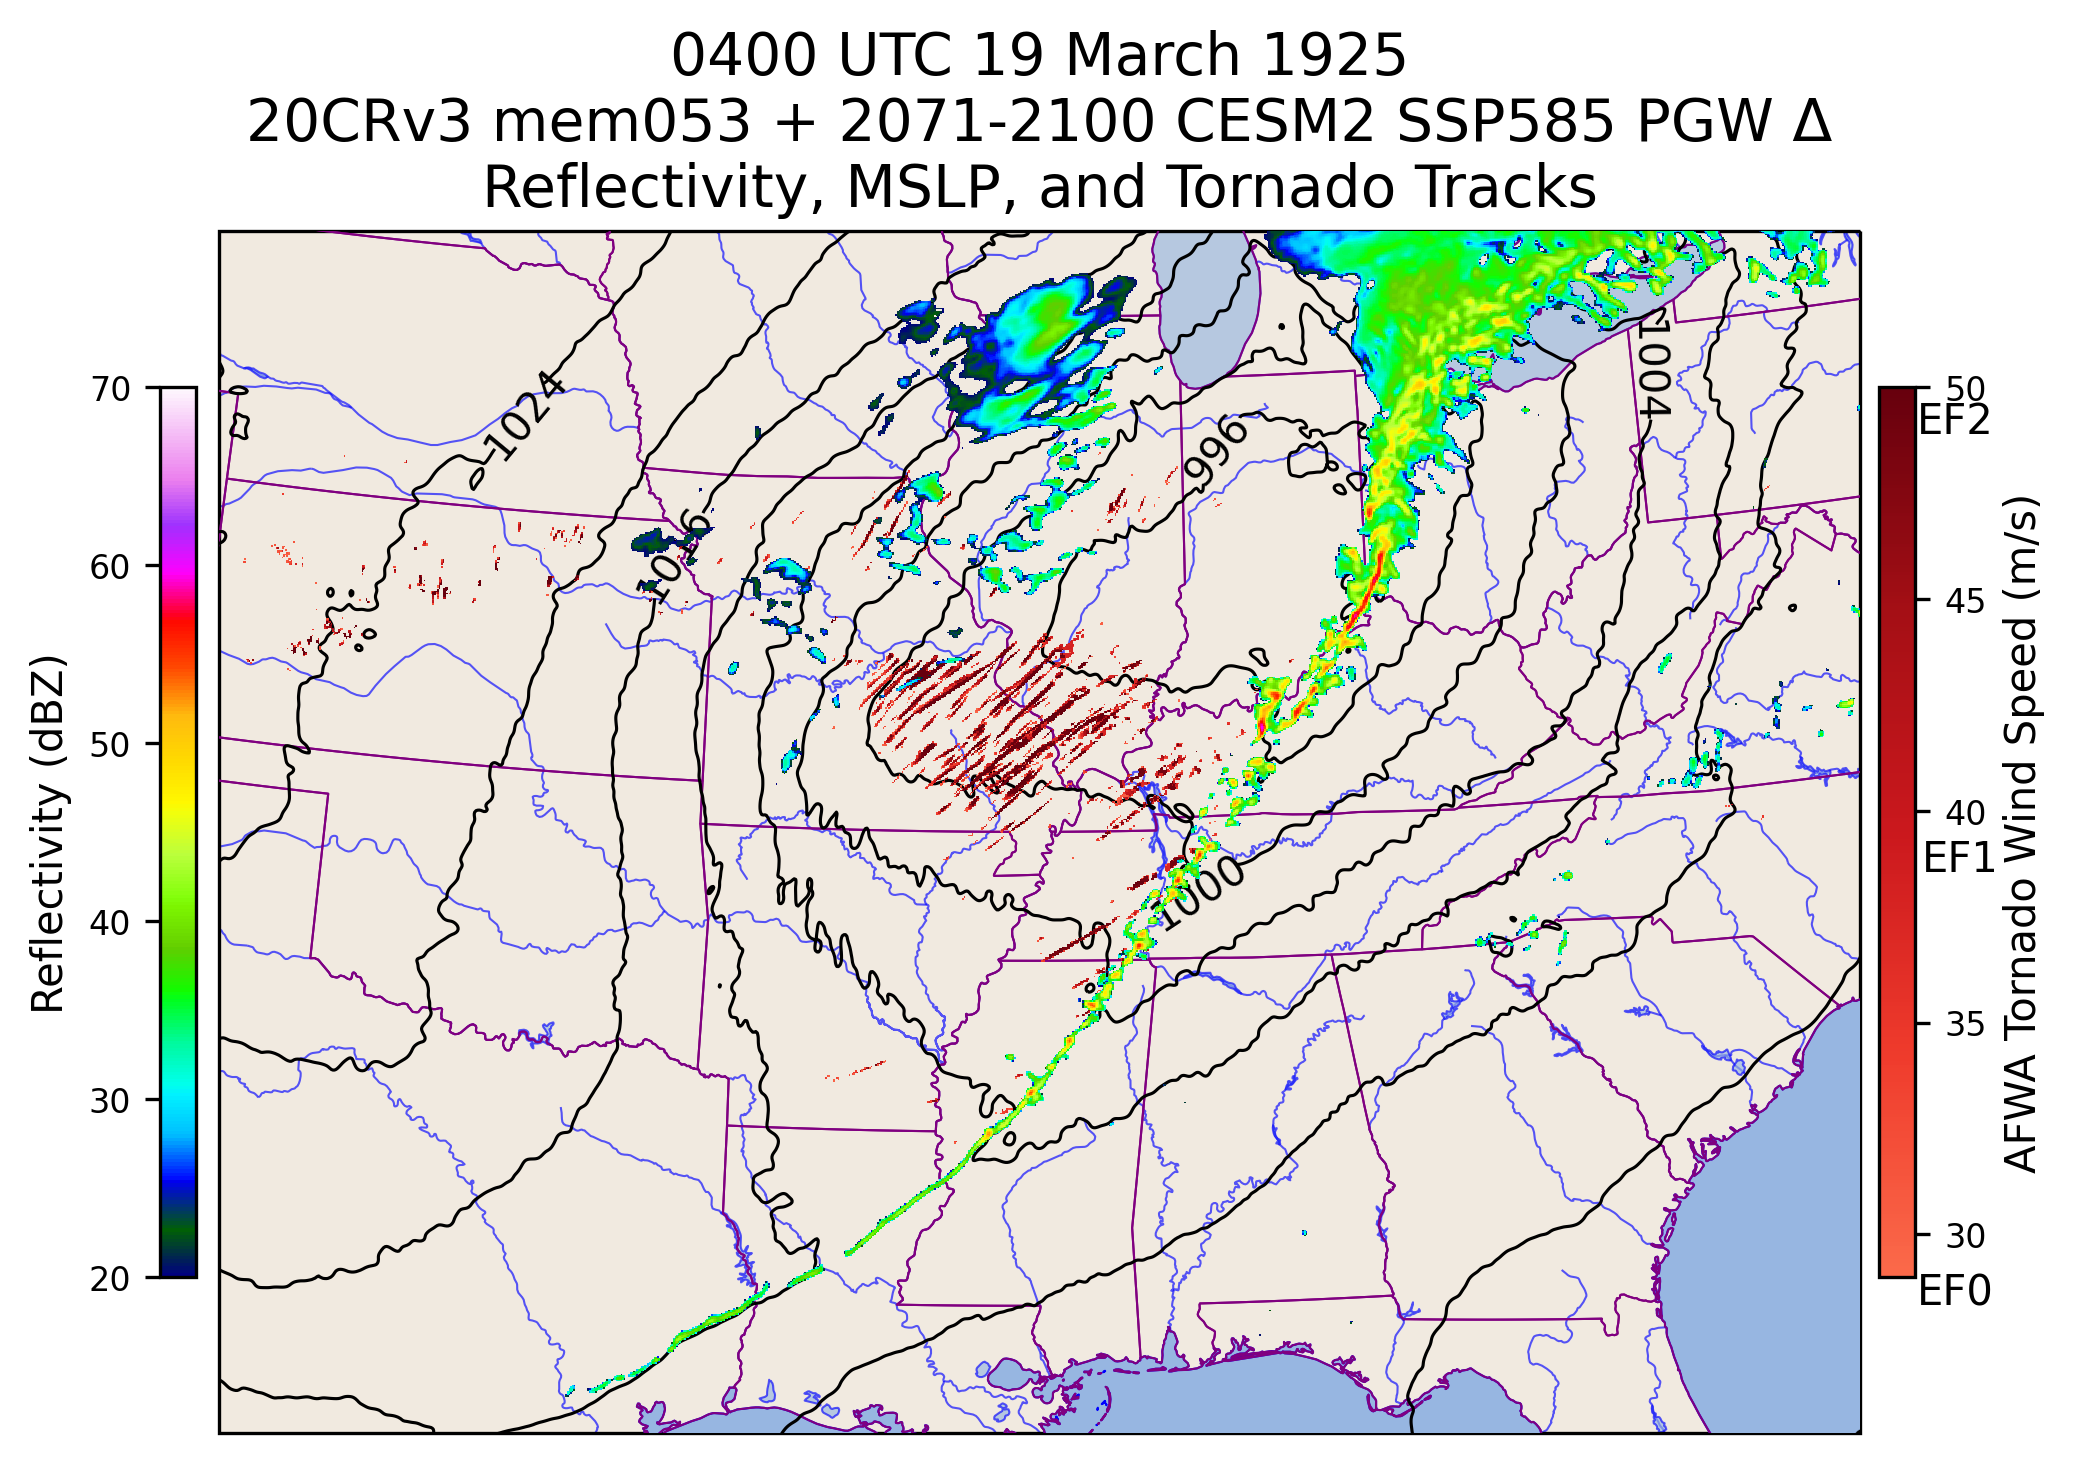 0400 UTC 19 March 1925
20CRv3 mem053 + 2071-2100 CESM2 SSP585 PGW Δ
Reflectivity, MSLP, and Tornado Tracks
Reflectivity (dBZ)
70
60
50
40
30
20
1024
1016
996
1004
1000
50
EF2
45
40
EF1
35
30
EF0
AFWA Tornado Wind Speed (m/s)